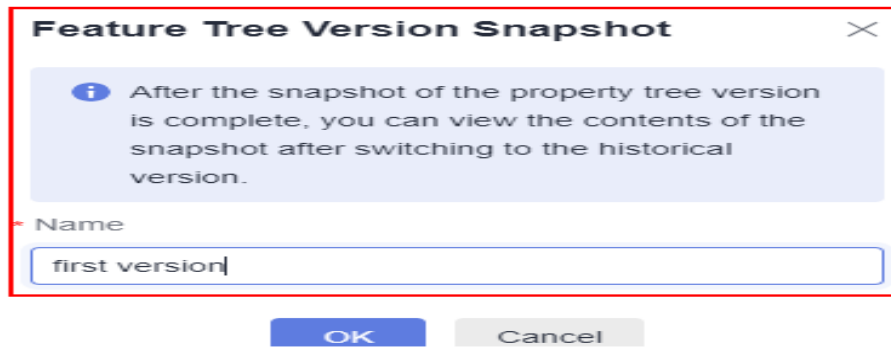 Feature Tree Version Snapshot
After the snapshot of the property tree version
is complete, you can view the contents of the
snapshot after switching to the historical
version.
* Name
first version
OK Cancel